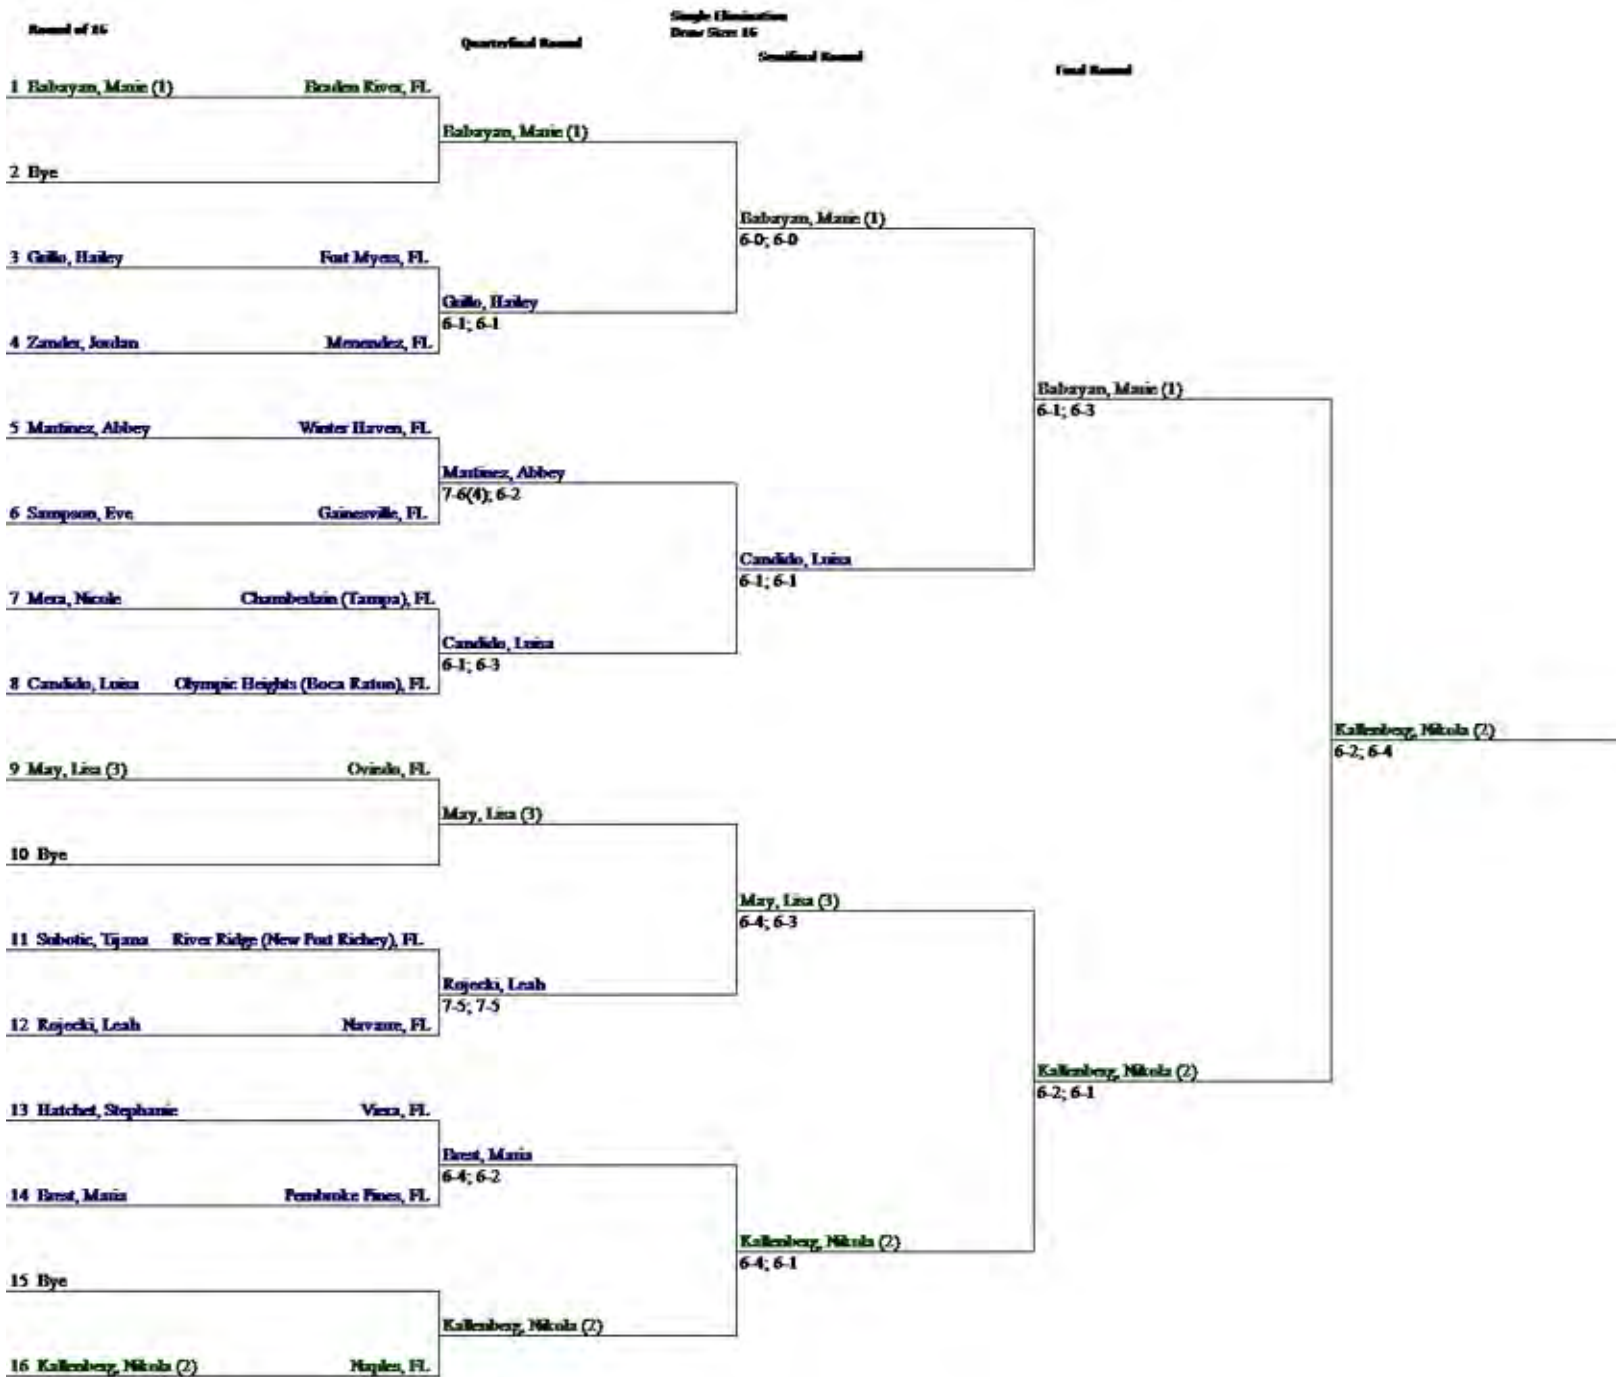 Single Elimination
Draw Size: 16
Round of 16
Quarterfinal Round
Semifinal Round
Final Round
1 Babayan, Marie (1) Braden River, FL
Babayan, Marie (1)
2 Bye
Babayan, Marie (1)
6-0; 6-0
3 Grillo, Hailey Fort Myers, FL
Grillo, Hailey
6-1; 6-1
4 Zander, Jordan Menendez, FL
Babayan, Marie (1)
6-1; 6-3
5 Martinez, Abbey Winter Haven, FL
Martinez, Abbey
7-6(4); 6-2
6 Sampson, Eve Gainesville, FL
Candido, Luisa
6-1; 6-1
7 Mera, Nicole Chamberlain (Tampa), FL
Candido, Luisa
6-1; 6-3
8 Candido, Luisa Olympic Heights (Boca Raton), FL
Kallenberg, Nikola (2)
6-2; 6-4
9 May, Lisa (3) Oviedo, FL
May, Lisa (3)
10 Bye
May, Lisa (3)
6-4; 6-3
11 Subotic, Tijana River Ridge (New Port Richey), FL
Rojecki, Leah
7-5; 7-5
12 Rojecki, Leah Navarre, FL
Kallenberg, Nikola (2)
6-2; 6-1
13 Hatchet, Stephanie Viera, FL
Brest, Maria
6-4; 6-2
14 Brest, Maria Pembroke Pines, FL
Kallenberg, Nikola (2)
6-4; 6-1
15 Bye
Kallenberg, Nikola (2)
16 Kallenberg, Nikola (2) Naples, FL